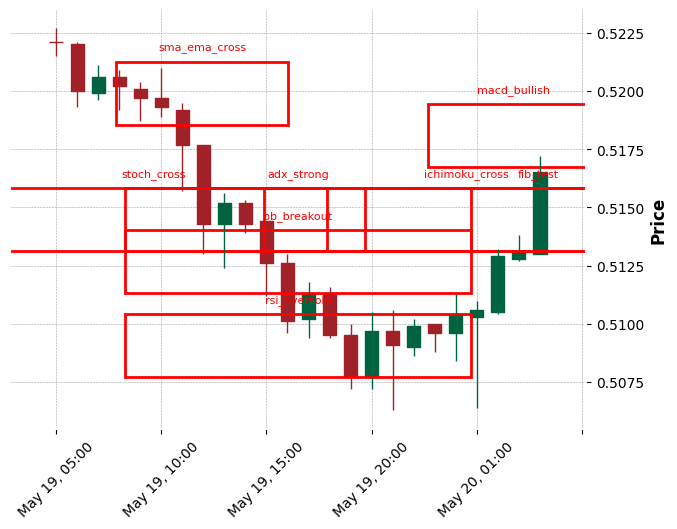 sma_ema_cross
macd_bullish
stoch_cross
adx_strong
ichimoku_cross
bb_breakout
rsi_oversold
0.5225
0.5200
0.5175
0.5150
0.5125
0.5100
0.5075
Price
May 19, 05:00
May 19, 10:00
May 19, 15:00
May 19, 20:00
May 20, 01:00